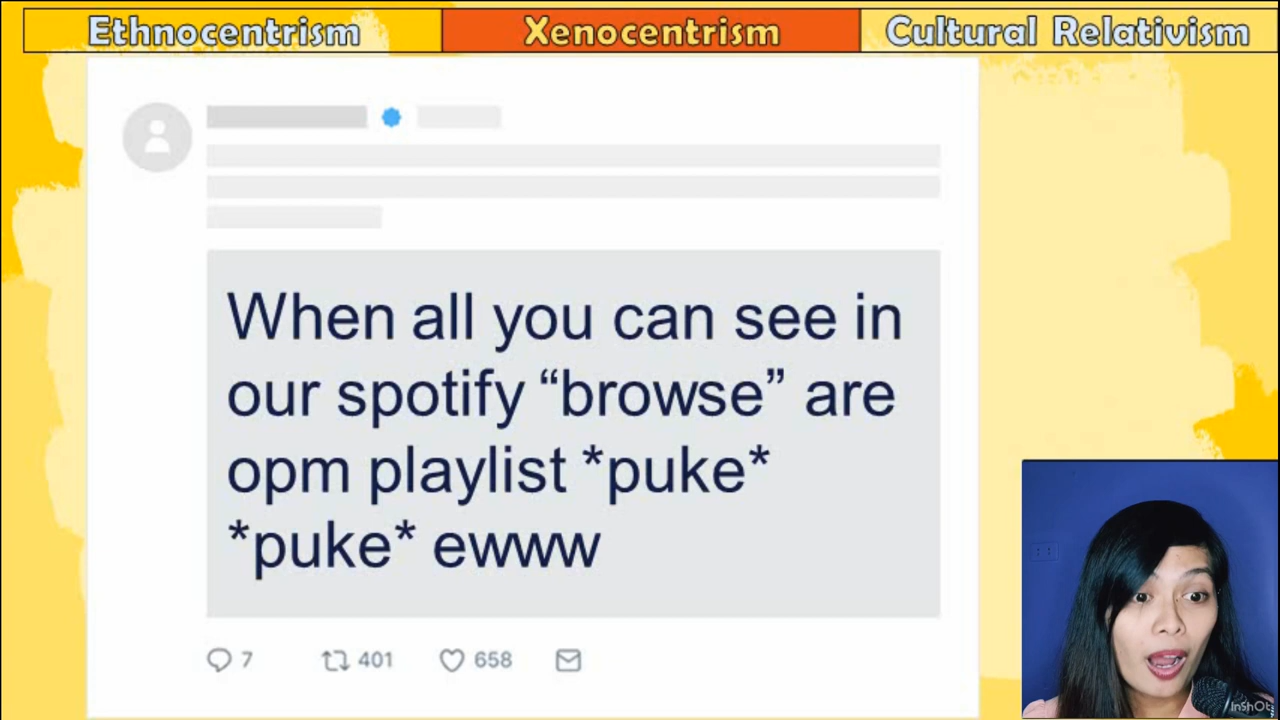 Ethnocentrism
Xenocentrism
Cultural Relativism
When all you can see in
our spotify “browse” are
opm playlist *puke*
*puke* ewww
7
401
658
InShOt